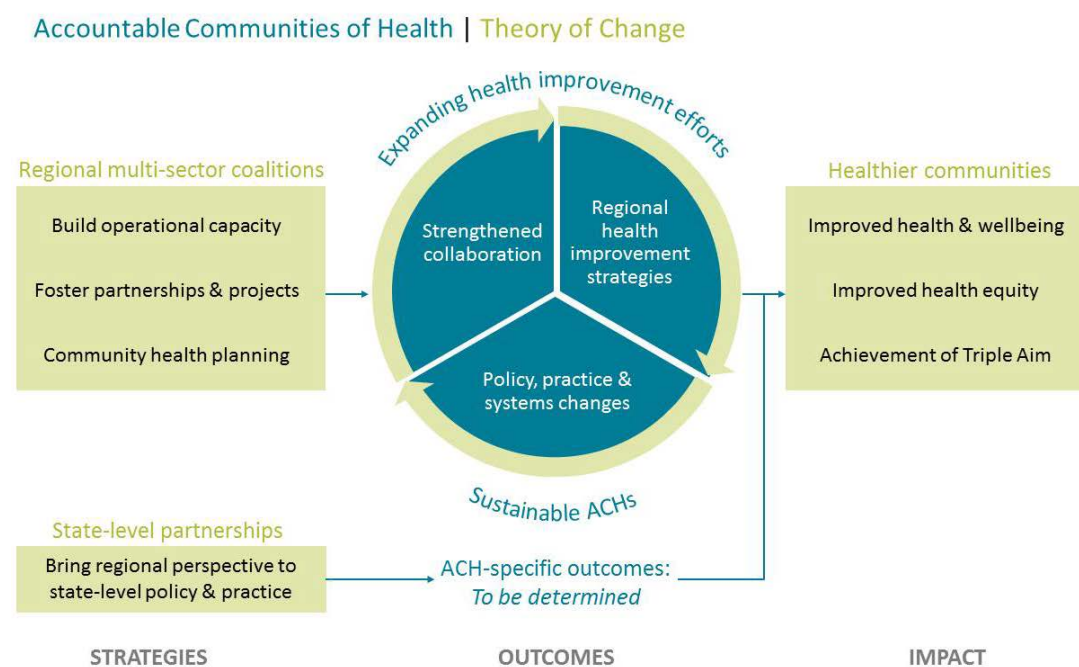 Accountable Communities of Health | Theory of Change
Expanding health improvement efforts
Regional multi-sector coalitions
Build operational capacity
Foster partnerships & projects
Community health planning
Strengthened
collaboration
Regional
health
improvement
strategies
Policy, practice &
systems changes
Sustainable ACHs
Healthier communities
Improved health & wellbeing
Improved health equity
Achievement of Triple Aim
State-level partnerships
Bring regional perspective to
state-level policy & practice
ACH-specific outcomes:
To be determined
STRATEGIES
OUTCOMES
IMPACT